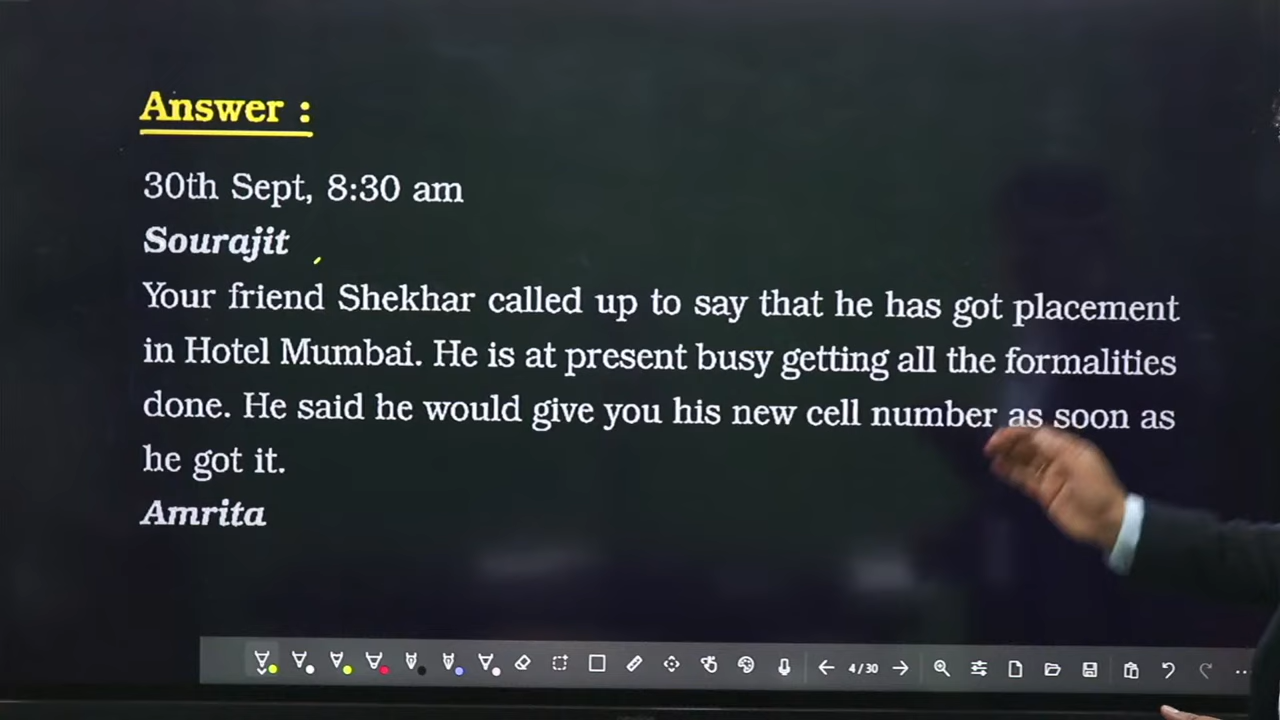 Answer :
30th Sept, 8:30 am
Sourajit
Your friend Shekhar called up to say that he has got placement
in Hotel Mumbai. He is at present busy getting all the formalities
done. He said he would give you his new cell number as soon as
he got it.
Amrita
4/30